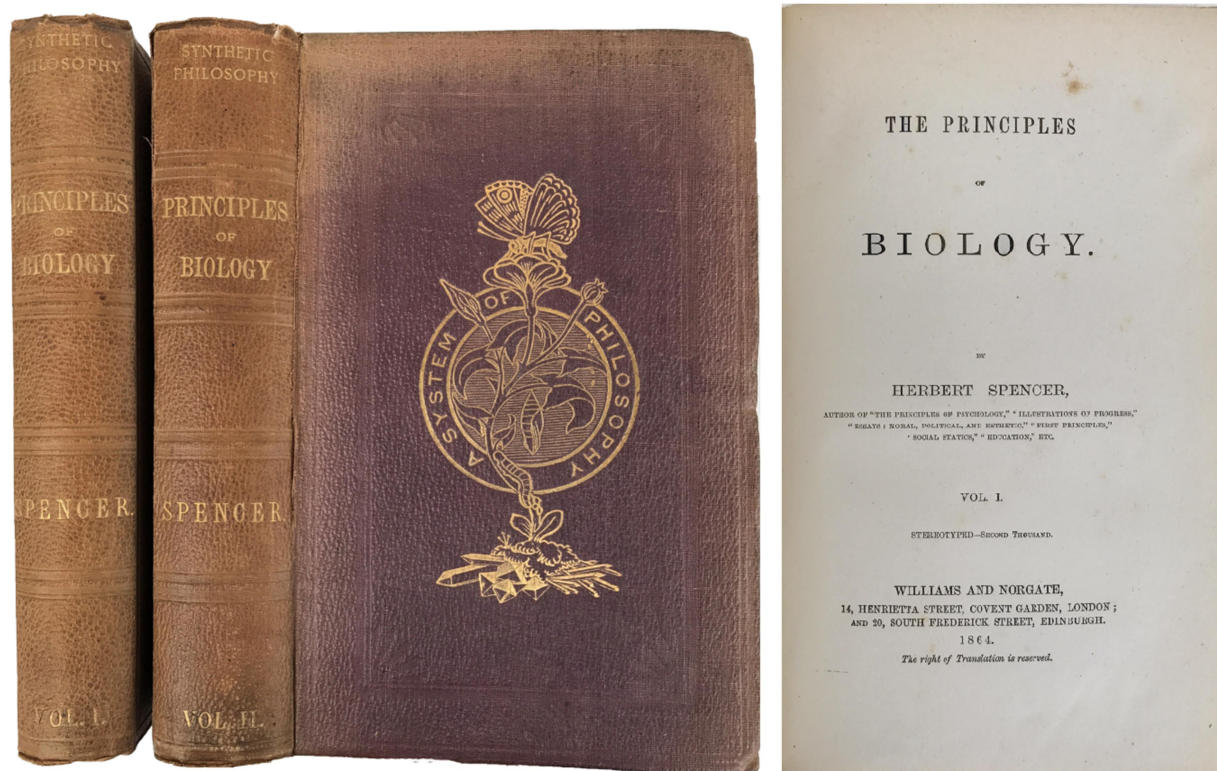 SYNTHETIC
PHILOSOPHY
PRINCIPLES
OF
BIOLOGY
SPENCER.
VOL. I.
SYNTHETIC
PHILOSOPHY
PRINCIPLES
OF
BIOLOGY
SPENCER.
VOL. II.
A SYSTEM OF PHILOSOPHY
THE PRINCIPLES
OF
BIOLOGY.
BY
HERBERT SPENCER,
AUTHOR OF "THE PRINCIPLES OF PSYCHOLOGY," "ILLUSTRATIONS OF PROGRESS,"
"ESSAYS: MORAL, POLITICAL, AND ESTHETIC," "FIRST PRINCIPLES,"
"SOCIAL STATICS," "EDUCATION," ETC.
VOL. I.
STEREOTYPED—SECOND THOUSAND.
WILLIAMS AND NORGATE,
14, HENRIETTA STREET, COVENT GARDEN, LONDON;
AND 20, SOUTH FREDERICK STREET, EDINBURGH.
1864.
The right of Translation is reserved.